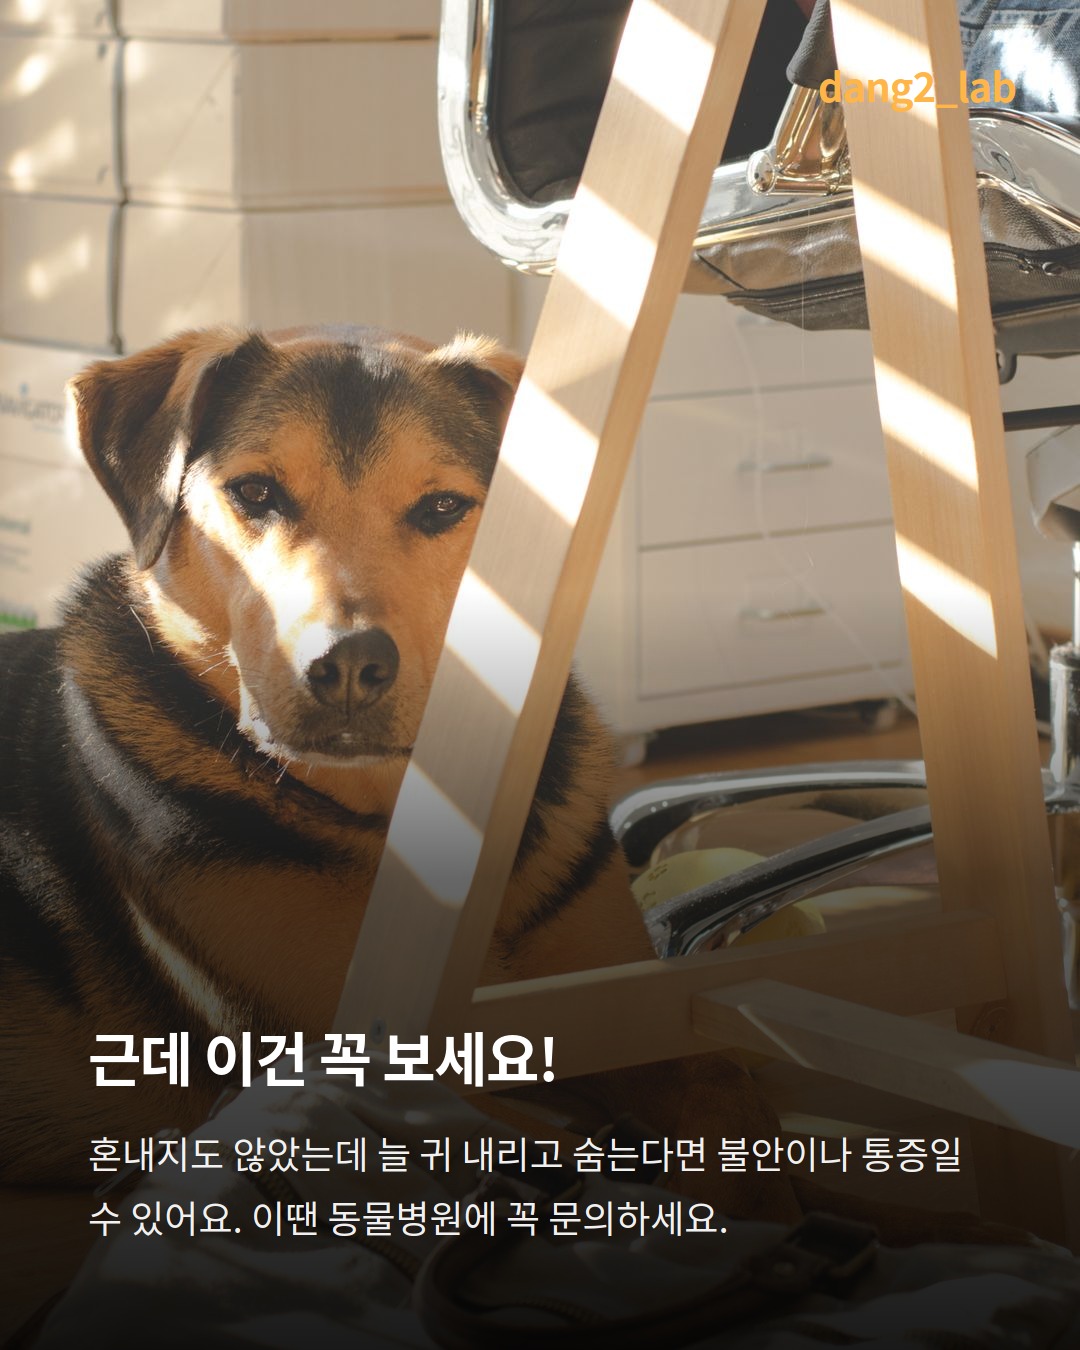 dang2_lab
근데 이건 꼭 보세요!
혼내지도 않았는데 늘 귀 내리고 숨는다면 불안이나 통증일
수 있어요. 이땐 동물병원에 꼭 문의하세요.